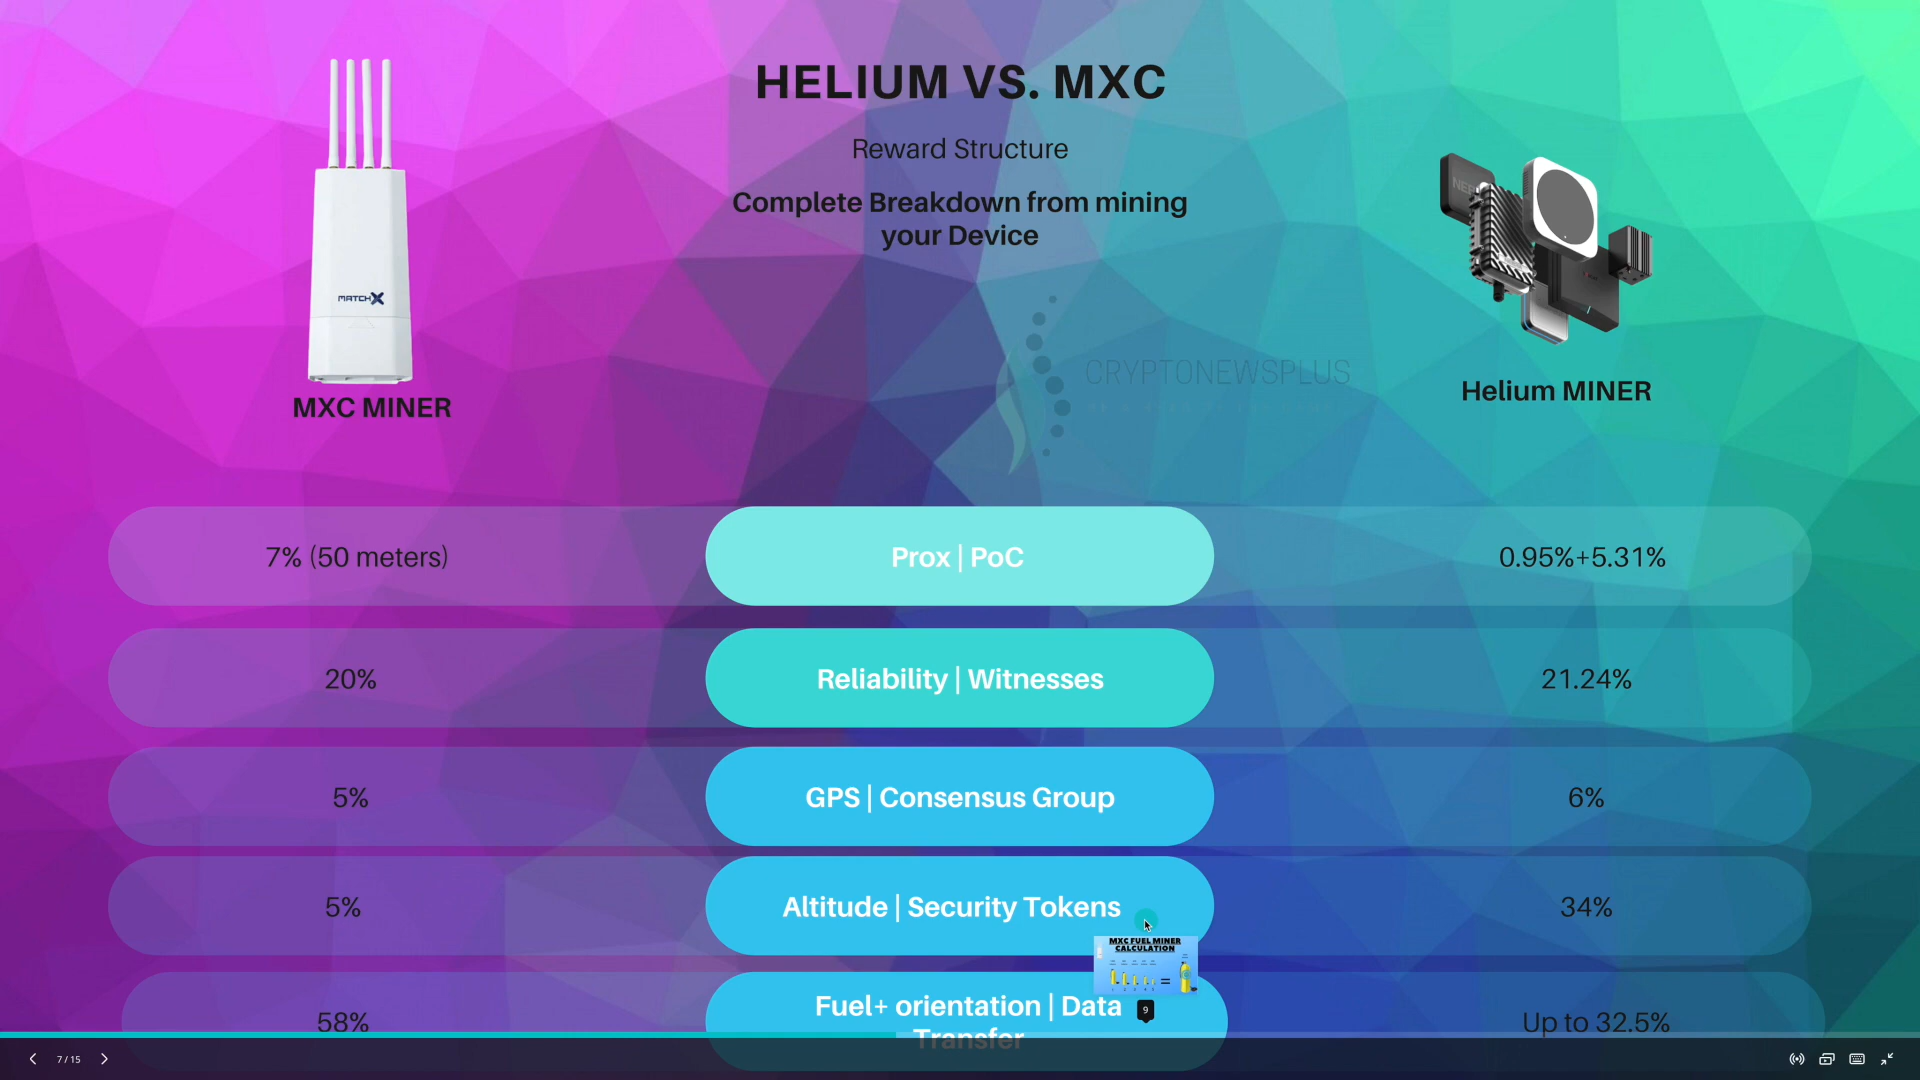 HELIUM VS. MXC
Reward Structure
Complete Breakdown from mining
your Device
MATCHX
MXC MINER
Helium MINER
CRYPTONEWSPLUS
7% (50 meters)
Prox | PoC
0.95%+5.31%
20%
Reliability | Witnesses
21.24%
5%
GPS | Consensus Group
6%
5%
Altitude | Security Tokens
34%
MXC FUEL MINER
CALCULATION
58%
Fuel+ orientation | Data
Transfer
Up to 32.5%
9
7 / 15